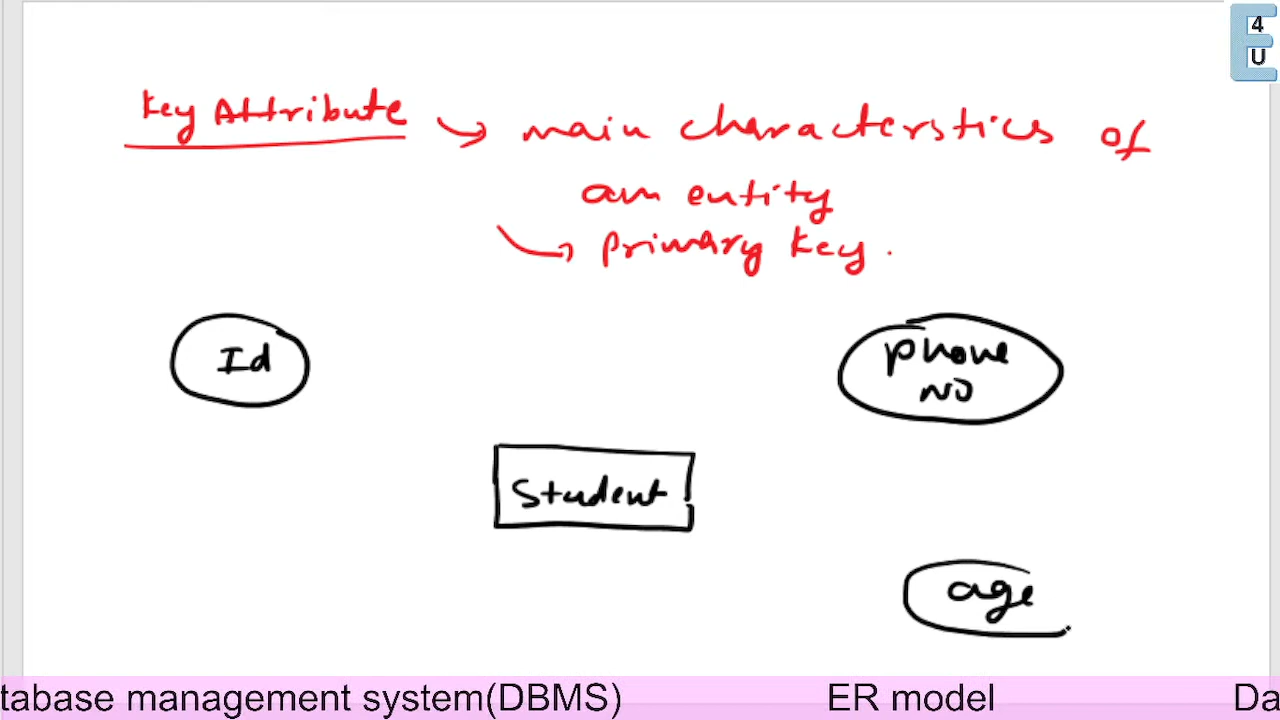 4
U
Key Attribute → main characterstics of
an entity
→ Primary key.
Id
Phone
NO
Student
age
tabase management system(DBMS) ER model Da